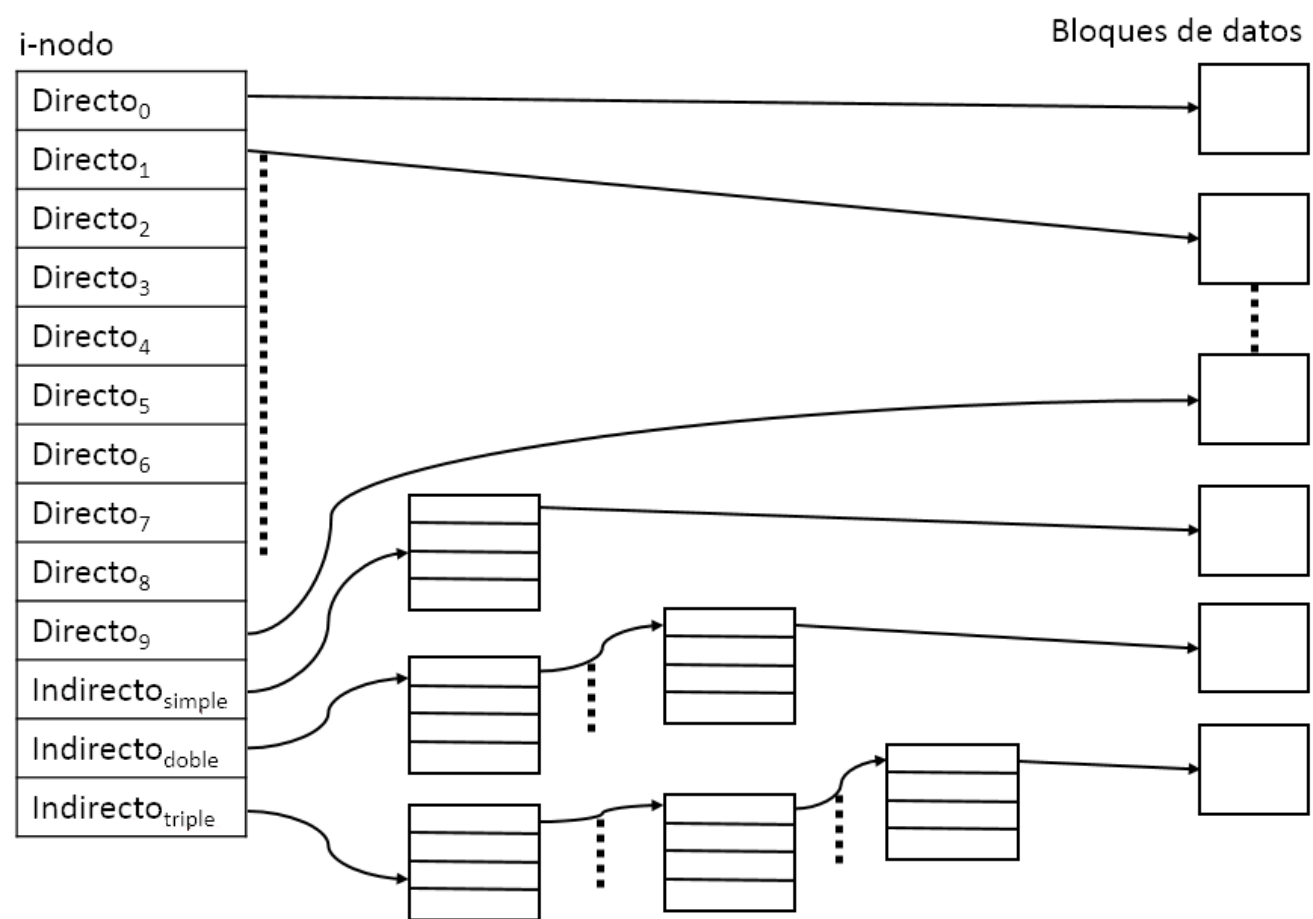 i-nodo
Bloques de datos
Directo0
Directo1
Directo2
Directo3
Directo4
Directo5
Directo6
Directo7
Directo8
Directo9
Indirectosimple
Indirectodoble
Indirectotriple